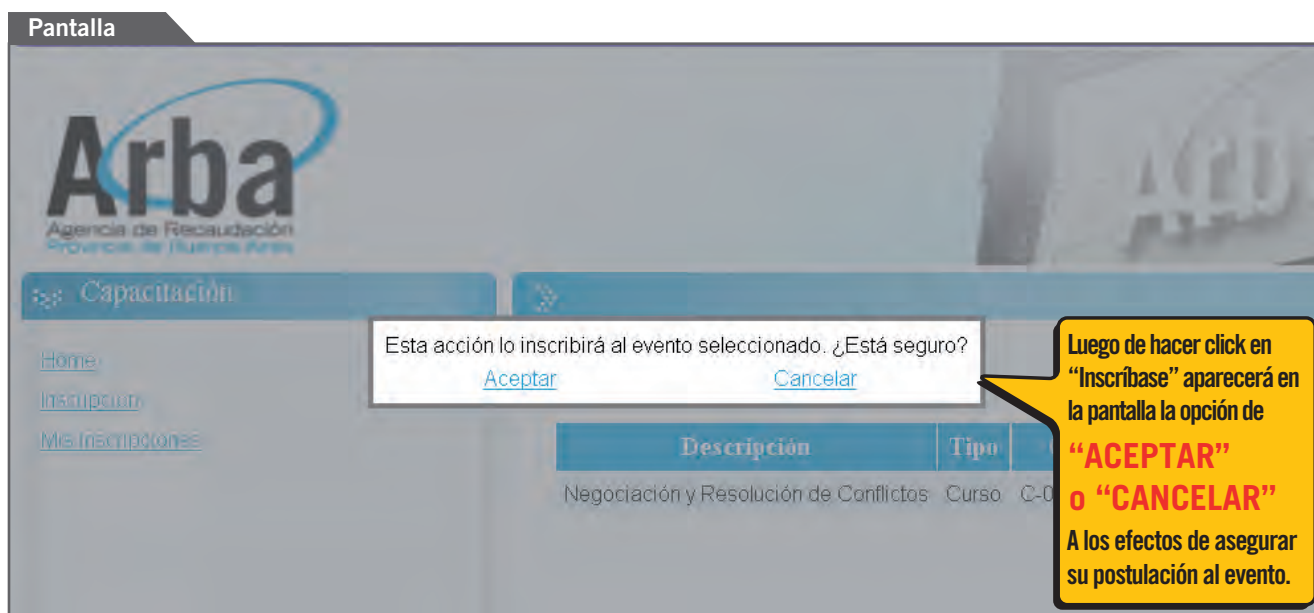 Pantalla
Arba
Agencia de Recaudación
Provincia de Buenos Aires
Arb
Capacitación
Home
Inscripción
Mis Inscripciones
Esta acción lo inscribirá al evento seleccionado. ¿Está seguro?
Aceptar Cancelar
Descripción Tipo
Negociación y Resolución de Conflictos Curso C-0
Luego de hacer click en
“Inscríbase” aparecerá en
la pantalla la opción de
“ACEPTAR”
o “CANCELAR”
A los efectos de asegurar
su postulación al evento.